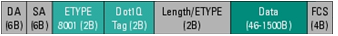 DA SA ETYPE Dot1Q Length/ETYPE Data FCS
(6B) (6B) 8001 (2B) Tag (2B) (2B) (46-1500B) (4B)